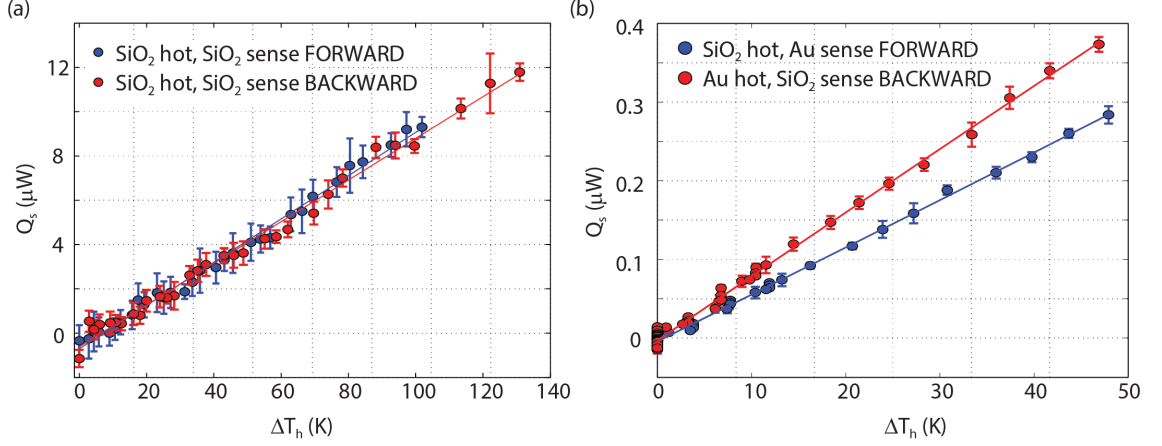 (a)
SiO₂ hot, SiO₂ sense FORWARD
SiO₂ hot, SiO₂ sense BACKWARD
12
8
4
0
Qₛ (μW)
0 20 40 60 80 100 120 140
ΔTₕ (K)
(b)
SiO₂ hot, Au sense FORWARD
Au hot, SiO₂ sense BACKWARD
0.4
0.3
0.2
0.1
0
Qₛ (μW)
0 10 20 30 40 50
ΔTₕ (K)